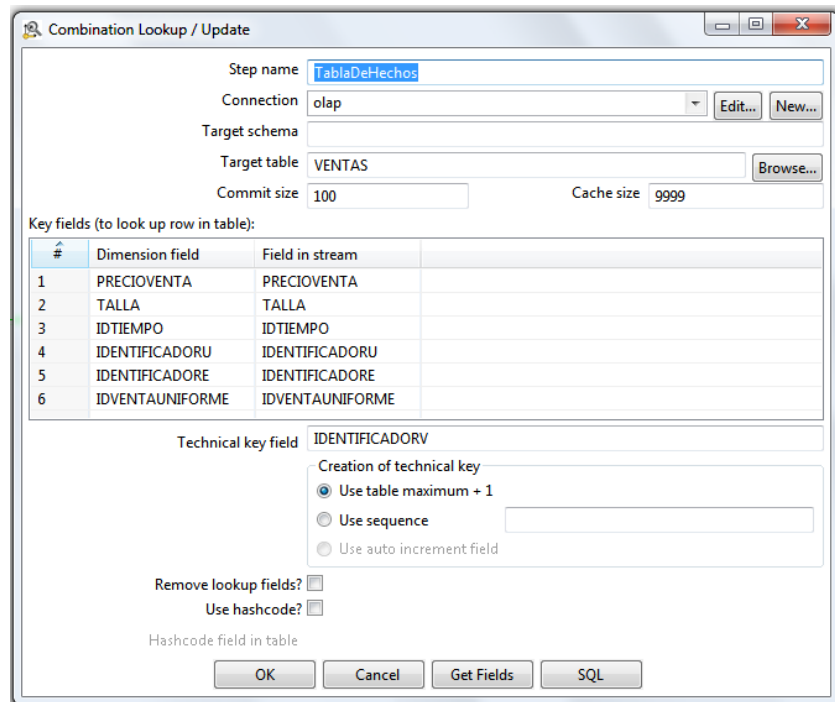 Combination Lookup / Update
Step name TablaDeHechos
Connection olap Edit... New...
Target schema
Target table VENTAS Browse...
Commit size 100 Cache size 9999
Key fields (to look up row in table):
# Dimension field Field in stream
1 PRECIOVENTA PRECIOVENTA
2 TALLA TALLA
3 IDTIEMPO IDTIEMPO
4 IDENTIFICADORU IDENTIFICADORU
5 IDENTIFICADORE IDENTIFICADORE
6 IDVENTAUNIFORME IDVENTAUNIFORME
Technical key field IDENTIFICADORV
Creation of technical key
Use table maximum + 1
Use sequence
Use auto increment field
Remove lookup fields?
Use hashcode?
Hashcode field in table
OK Cancel Get Fields SQL